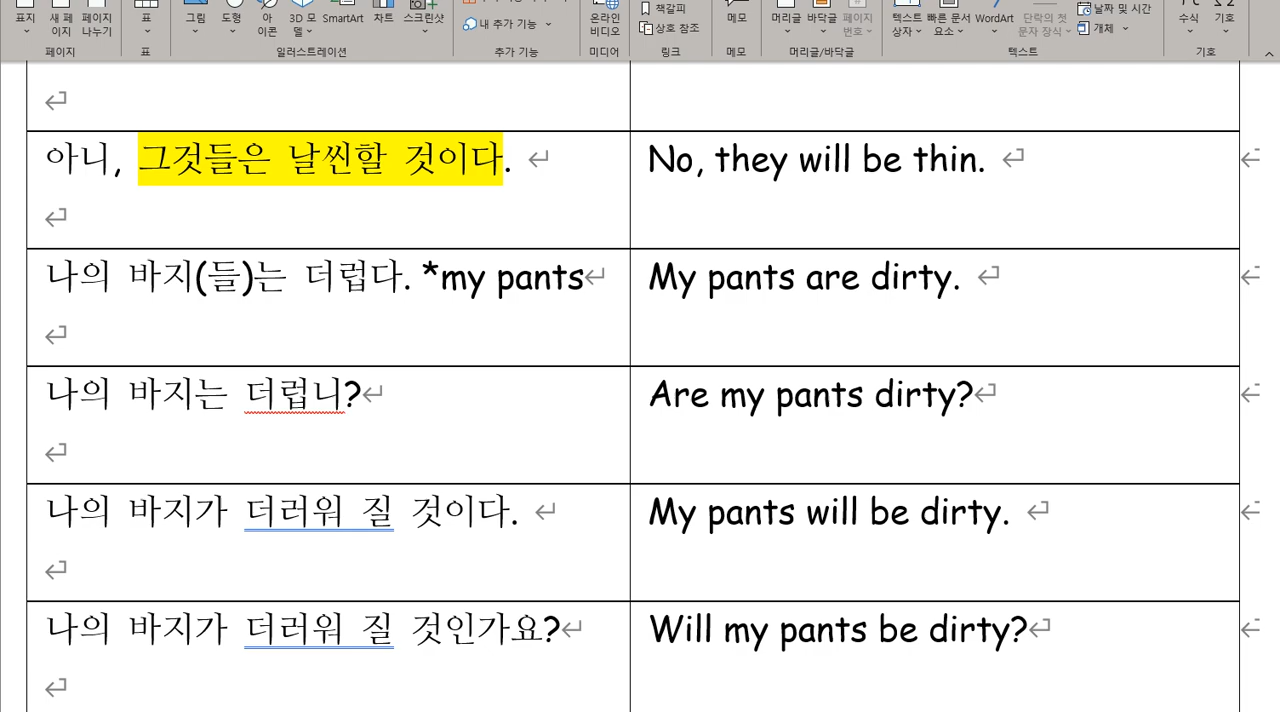 표지 새 페이지 페이지 나누기 표 그림 도형 아이콘 3D 모델 SmartArt 차트 스크린샷 내 추가 기능 온라인 비디오 책갈피 상호 참조 메모 머리글 바닥글 페이지 번호 텍스트 상자 빠른 문서 요소 WordArt 단락의 첫 문자 장식 날짜 및 시간 개체 수식 기호
페이지 표 일러스트레이션 추가 기능 미디어 링크 메모 머리글/바닥글 텍스트 기호
아니, 그것들은 날씬할 것이다. No, they will be thin.
나의 바지(들)는 더럽다. *my pants My pants are dirty.
나의 바지는 더럽니? Are my pants dirty?
나의 바지가 더러워 질 것이다. My pants will be dirty.
나의 바지가 더러워 질 것인가요? Will my pants be dirty?